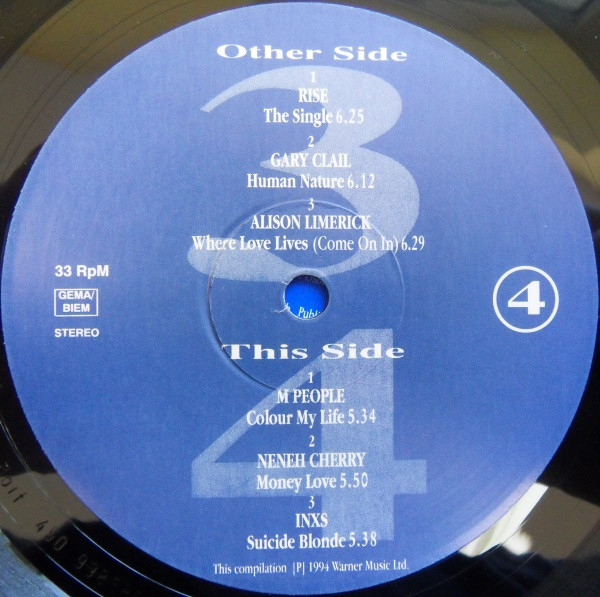 Other Side
1
RISE
The Single 6.25
2
GARY CLAIL
Human Nature 6.12
3
ALISON LIMERICK
Where Love Lives (Come On In) 6.29
33 RpM
GEMA/
BIEM
STEREO
3
4
4
This Side
1
M PEOPLE
Colour My Life 5.34
2
NENEH CHERRY
Money Love 5.50
3
INXS
Suicide Blonde 5.38
This compilation [P] 1994 Warner Music Ltd.